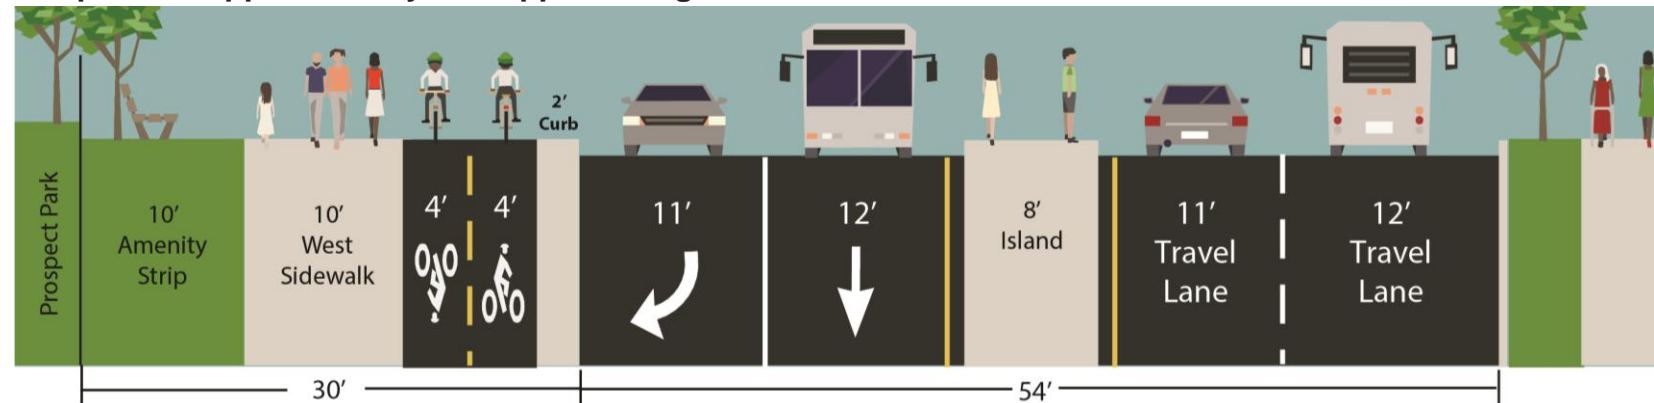 2'
Curb
Prospect Park
10'
Amenity
Strip
10'
West
Sidewalk
4'
4'
11'
12'
8'
Island
11'
Travel
Lane
12'
Travel
Lane
30'
54'